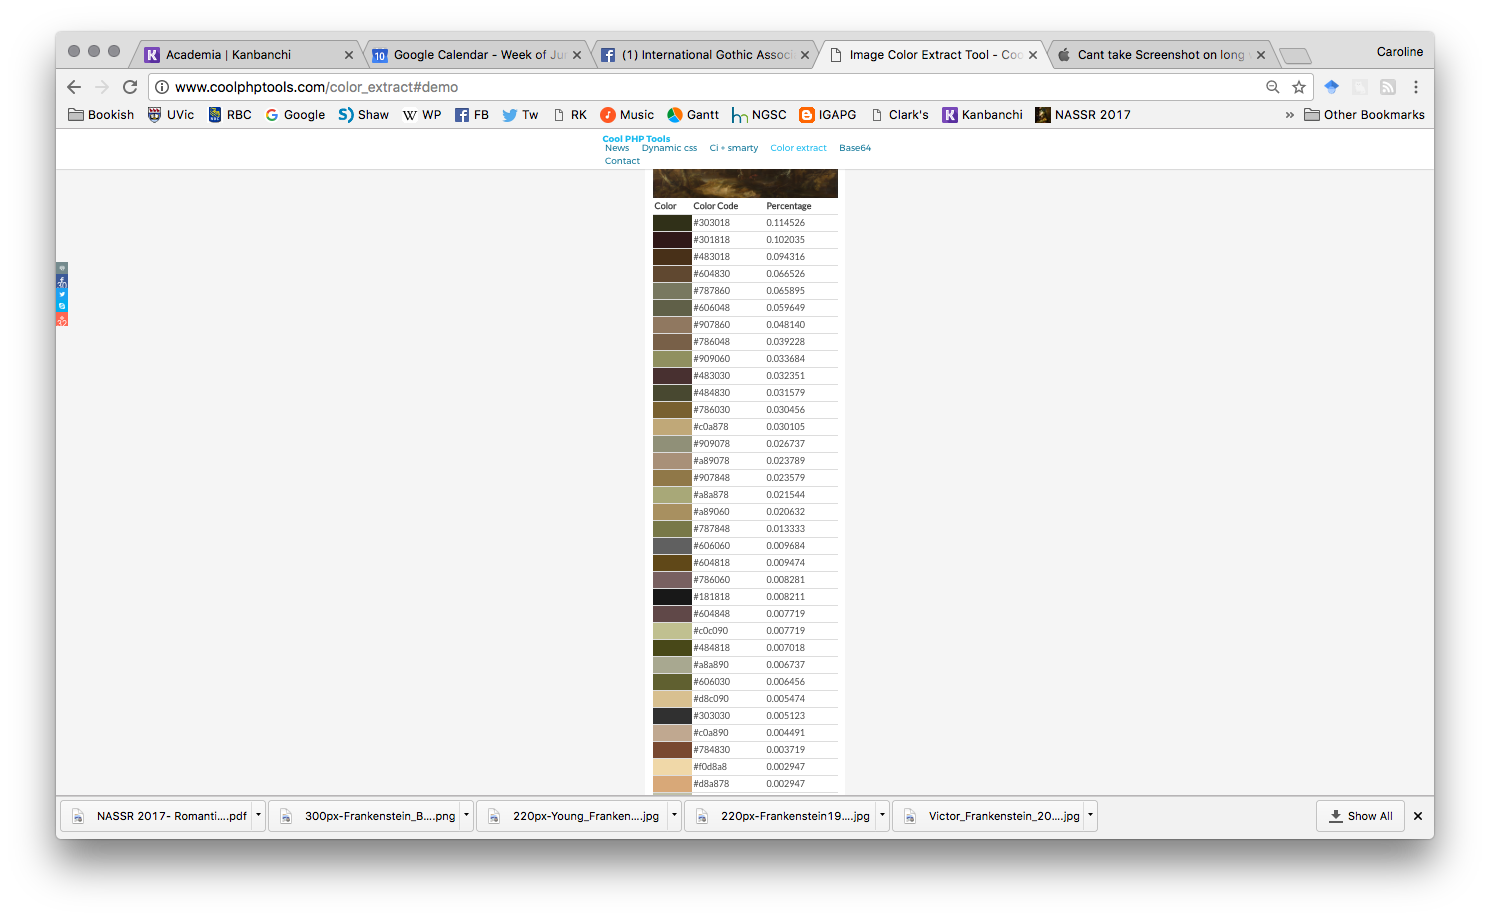 Academia | Kanbanchi
Google Calendar - Week of Ju
(1) International Gothic Assoc
Image Color Extract Tool - Coo
Cant take Screenshot on long
Caroline
www.coolphptools.com/color_extract#demo
Bookish UVic RBC Google Shaw WP FB Tw RK Music Gantt NGSC IGAPG Clark's Kanbanchi NASSR 2017 » Other Bookmarks
Cool PHP Tools
News Dynamic css Ci + smarty Color extract Base64
Contact
Color Color Code Percentage
#303018 0.114526
#301818 0.102035
#483018 0.094316
#604830 0.066526
#787860 0.065895
#606048 0.059649
#907860 0.048140
#786048 0.039228
#909060 0.033684
#483030 0.032351
#484830 0.031579
#786030 0.030456
#c0a878 0.030105
#909078 0.026737
#a89078 0.023789
#907848 0.023579
#a8a878 0.021544
#a89060 0.020632
#787848 0.013333
#606060 0.009684
#604818 0.009474
#786060 0.008281
#181818 0.008211
#604848 0.007719
#c0c090 0.007719
#484818 0.007018
#a8a890 0.006737
#606030 0.006456
#d8c090 0.005474
#303030 0.005123
#c0a890 0.004491
#784830 0.003719
#f0d8a8 0.002947
#d8a878 0.002947
NASSR 2017- Romanti....pdf
300px-Frankenstein_B....png
220px-Young_Franken....jpg
220px-Frankenstein19....jpg
Victor_Frankenstein_20....jpg
Show All